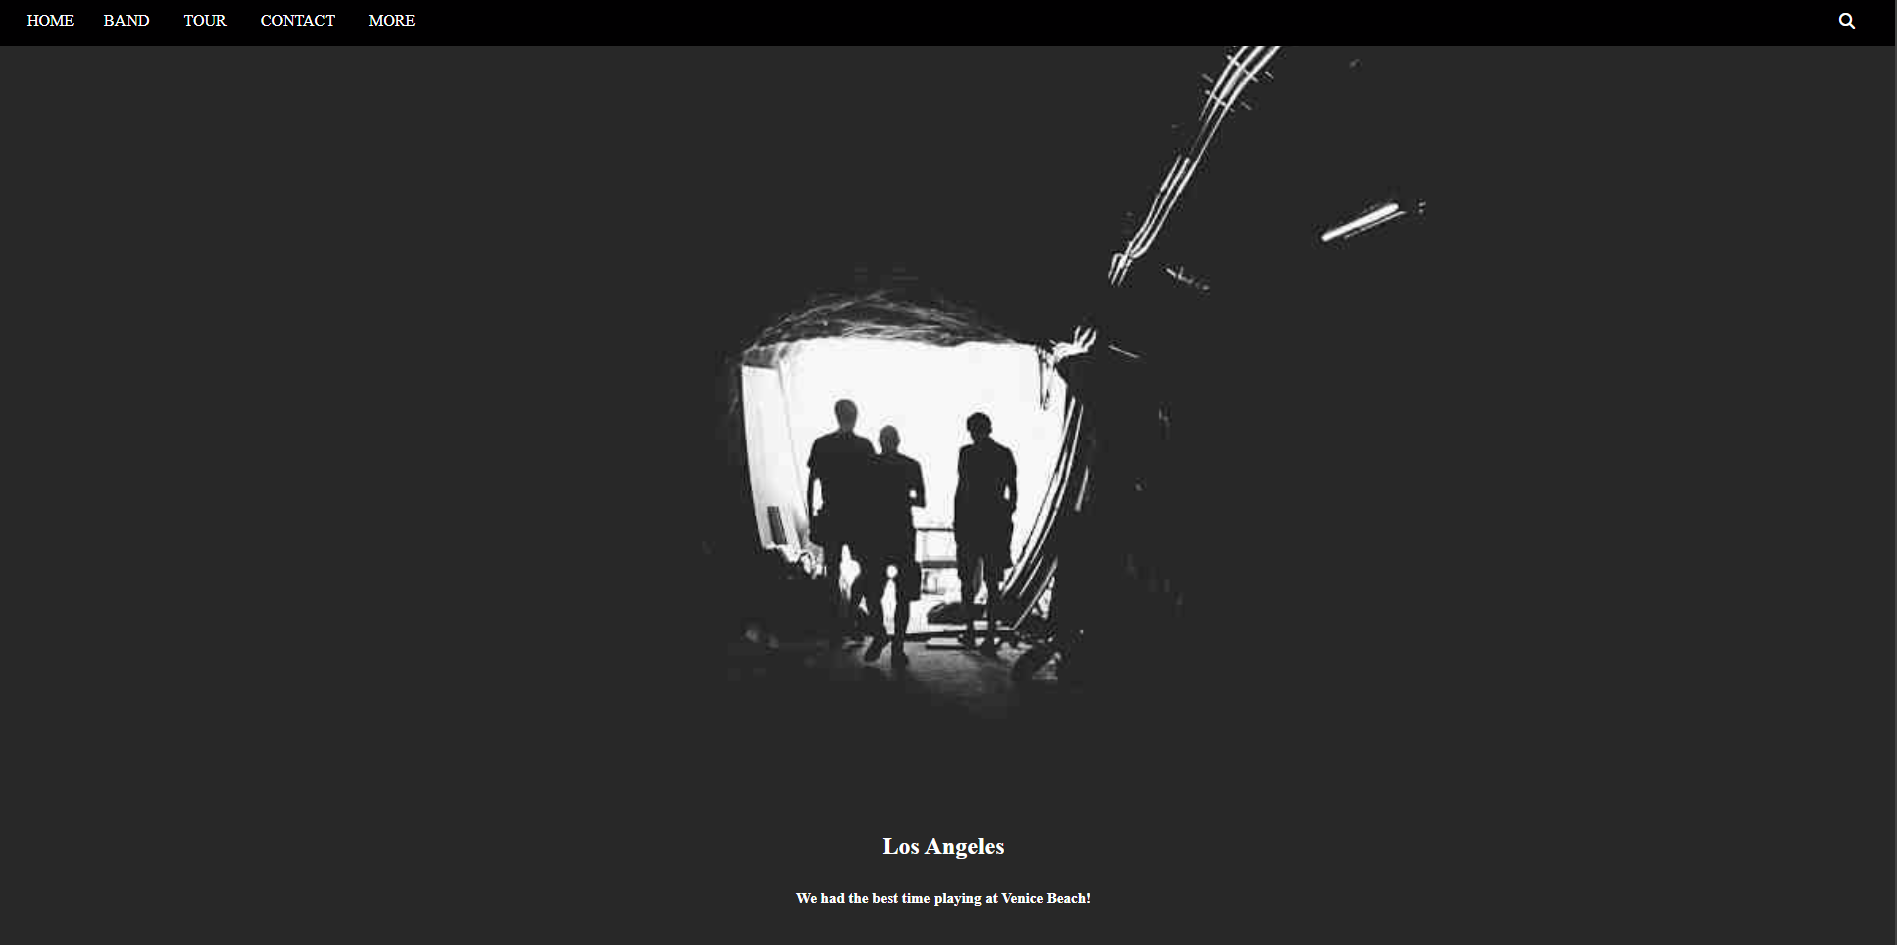 HOME BAND TOUR CONTACT MORE
Los Angeles
We had the best time playing at Venice Beach!